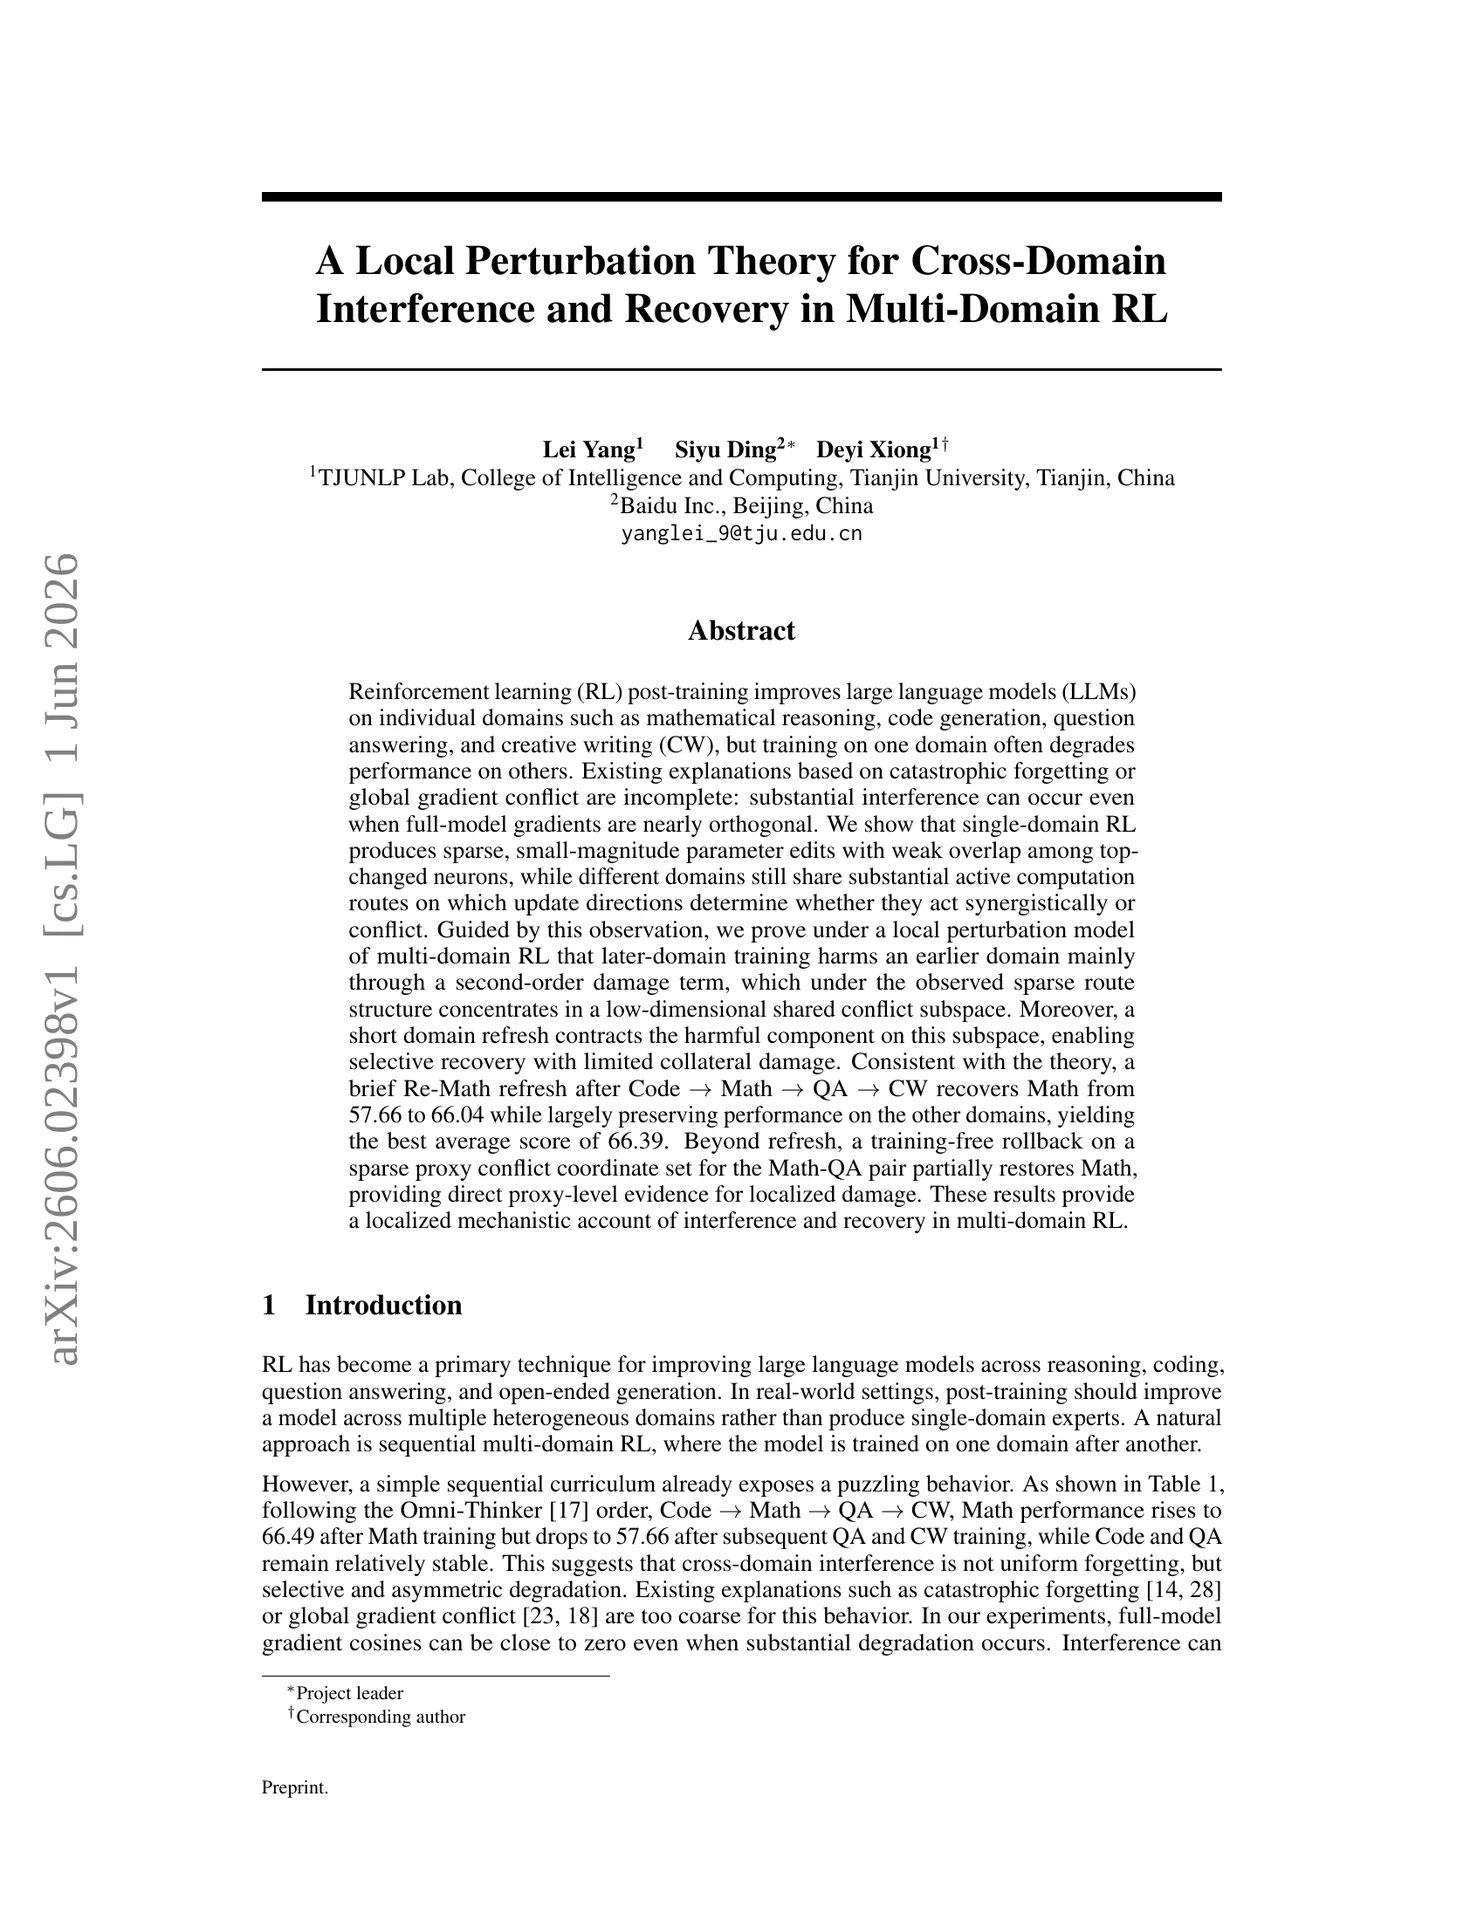 arXiv:2606.02398v1 [cs.LG] 1 Jun 2026
A Local Perturbation Theory for Cross-Domain
Interference and Recovery in Multi-Domain RL
Lei Yang1 Siyu Ding2* Deyi Xiong1†
1TJUNLP Lab, College of Intelligence and Computing, Tianjin University, Tianjin, China
2Baidu Inc., Beijing, China
yanglei_9@tju.edu.cn
Abstract
Reinforcement learning (RL) post-training improves large language models (LLMs)
on individual domains such as mathematical reasoning, code generation, question
answering, and creative writing (CW), but training on one domain often degrades
performance on others. Existing explanations based on catastrophic forgetting or
global gradient conflict are incomplete: substantial interference can occur even
when full-model gradients are nearly orthogonal. We show that single-domain RL
produces sparse, small-magnitude parameter edits with weak overlap among top-
changed neurons, while different domains still share substantial active computation
routes on which update directions determine whether they act synergistically or
conflict. Guided by this observation, we prove under a local perturbation model
of multi-domain RL that later-domain training harms an earlier domain mainly
through a second-order damage term, which under the observed sparse route
structure concentrates in a low-dimensional shared conflict subspace. Moreover, a
short domain refresh contracts the harmful component on this subspace, enabling
selective recovery with limited collateral damage. Consistent with the theory, a
brief Re-Math refresh after Code → Math → QA → CW recovers Math from
57.66 to 66.04 while largely preserving performance on the other domains, yielding
the best average score of 66.39. Beyond refresh, a training-free rollback on a
sparse proxy conflict coordinate set for the Math-QA pair partially restores Math,
providing direct proxy-level evidence for localized damage. These results provide
a localized mechanistic account of interference and recovery in multi-domain RL.
1 Introduction
RL has become a primary technique for improving large language models across reasoning, coding,
question answering, and open-ended generation. In real-world settings, post-training should improve
a model across multiple heterogeneous domains rather than produce single-domain experts. A natural
approach is sequential multi-domain RL, where the model is trained on one domain after another.
However, a simple sequential curriculum already exposes a puzzling behavior. As shown in Table 1,
following the Omni-Thinker [17] order, Code → Math → QA → CW, Math performance rises to
66.49 after Math training but drops to 57.66 after subsequent QA and CW training, while Code and QA
remain relatively stable. This suggests that cross-domain interference is not uniform forgetting, but
selective and asymmetric degradation. Existing explanations such as catastrophic forgetting [14, 28]
or global gradient conflict [23, 18] are too coarse for this behavior. In our experiments, full-model
gradient cosines can be close to zero even when substantial degradation occurs. Interference can
*Project leader
†Corresponding author
Preprint.